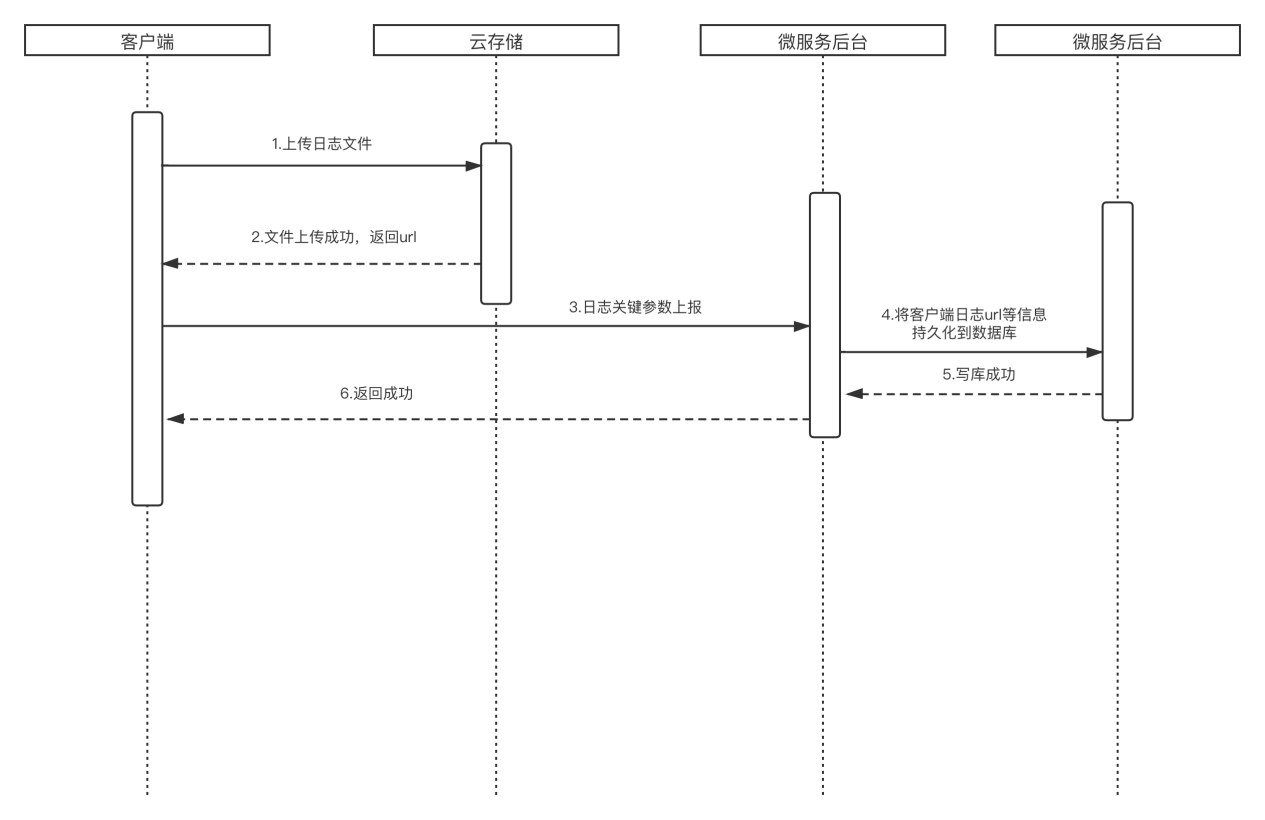 客户端
云存储
微服务后台
微服务后台
1.上传日志文件
2.文件上传成功，返回url
3.日志关键参数上报
4.将客户端日志url等信息
持久化到数据库
5.写库成功
6.返回成功